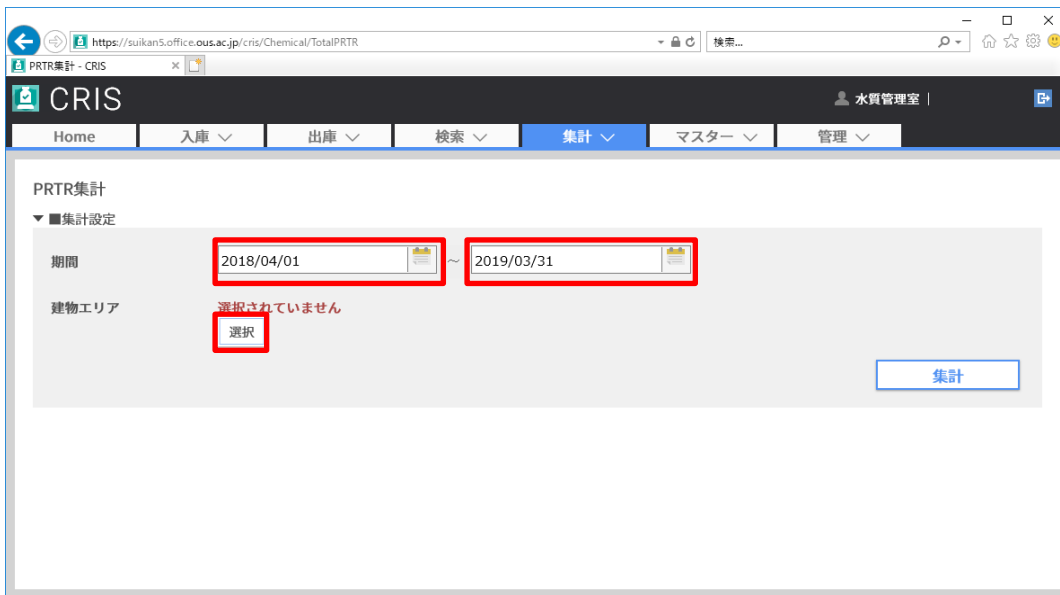 https://suikan5.office.ous.ac.jp/cris/Chemical/TotalPRTR
検索...
PRTR集計 - CRIS
CRIS
水質管理室
Home 入庫 出庫 検索 集計 マスター 管理
PRTR集計
▼ ■集計設定
期間 2018/04/01 ～ 2019/03/31
建物エリア 選択されていません
選択
集計